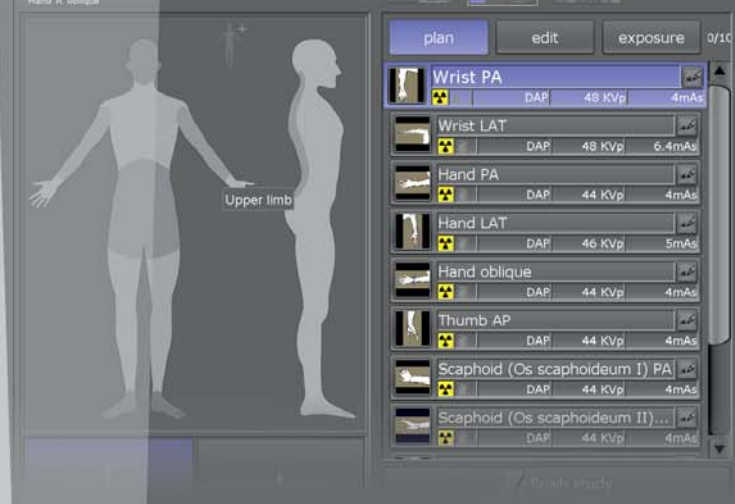 Hand R oblique
plan edit exposure 0/10
Wrist PA
DAP 48 KVp 4mAs
Wrist LAT
DAP 48 KVp 6.4mAs
Hand PA
DAP 44 KVp 4mAs
Upper limb
Hand LAT
DAP 46 KVp 5mAs
Hand oblique
DAP 44 KVp 4mAs
Thumb AP
DAP 44 KVp 4mAs
Scaphoid (Os scaphoideum I) PA
DAP 44 KVp 4mAs
Scaphoid (Os scaphoideum II)...
DAP 44 KVp 4mAs
finish study